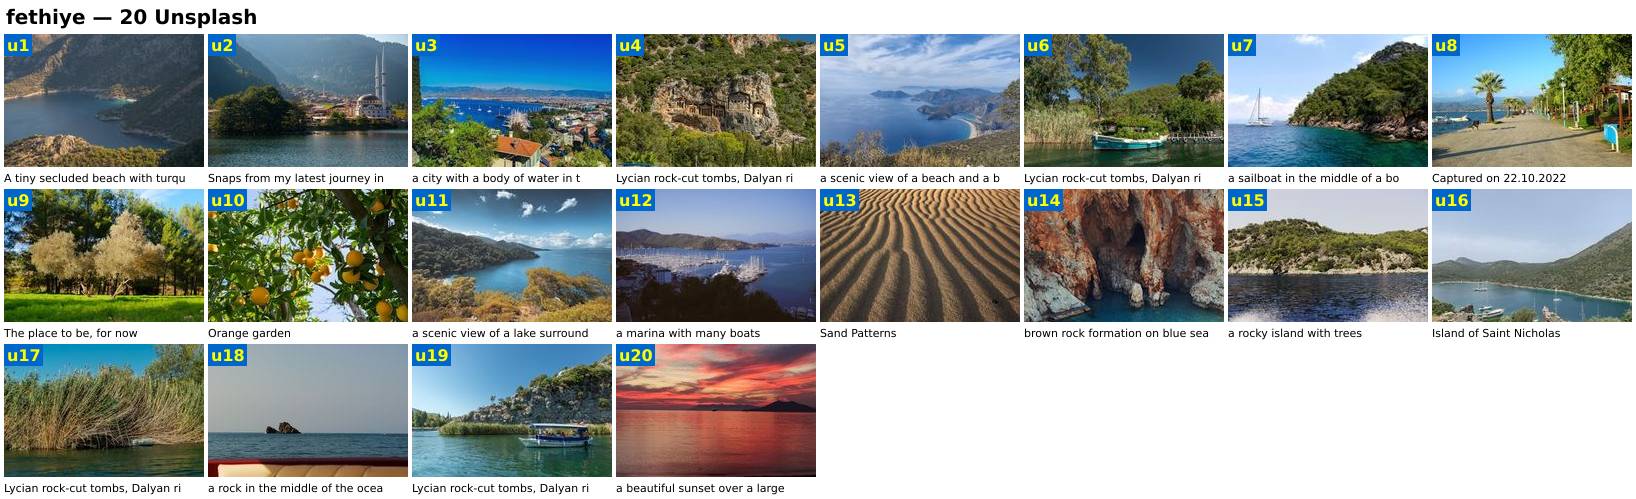 fethiye — 20 Unsplash
u1 u2 u3 u4 u5 u6 u7 u8
A tiny secluded beach with turqu
Snaps from my latest journey in
a city with a body of water in t
Lycian rock-cut tombs, Dalyan ri
a scenic view of a beach and a b
Lycian rock-cut tombs, Dalyan ri
a sailboat in the middle of a bo
Captured on 22.10.2022
u9 u10 u11 u12 u13 u14 u15 u16
The place to be, for now
Orange garden
a scenic view of a lake surround
a marina with many boats
Sand Patterns
brown rock formation on blue sea
a rocky island with trees
Island of Saint Nicholas
u17 u18 u19 u20
Lycian rock-cut tombs, Dalyan ri
a rock in the middle of the ocea
Lycian rock-cut tombs, Dalyan ri
a beautiful sunset over a large